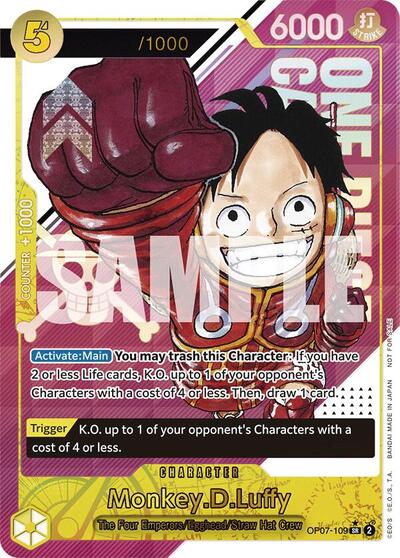 5
/1000
6000
打
STRIKE
ONE PIECE
CA
COUNTER +1000
SAMPLE
Activate:Main You may trash this Character: If you have
2 or less Life cards, K.O. up to 1 of your opponent's
Characters with a cost of 4 or less. Then, draw 1 card.
Trigger K.O. up to 1 of your opponent's Characters with a
cost of 4 or less.
CHARACTER
Monkey.D.Luffy
The Four Emperors/Egghead/Straw Hat Crew
OP07-109 SR 2
©E.O./S., T.A. BANDAI MADE IN JAPAN NOT FOR SALE